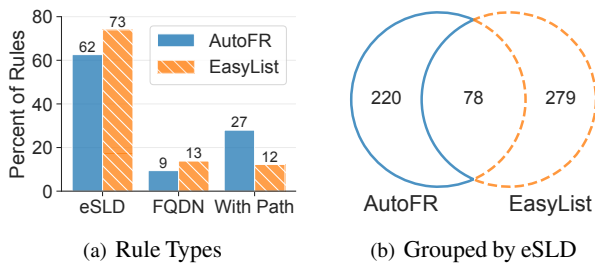 Percent of Rules
80
60
40
20
0
62
73
9
13
27
12
AutoFR
EasyList
eSLD
FQDN
With Path
(a) Rule Types
220
78
279
AutoFR
EasyList
(b) Grouped by eSLD